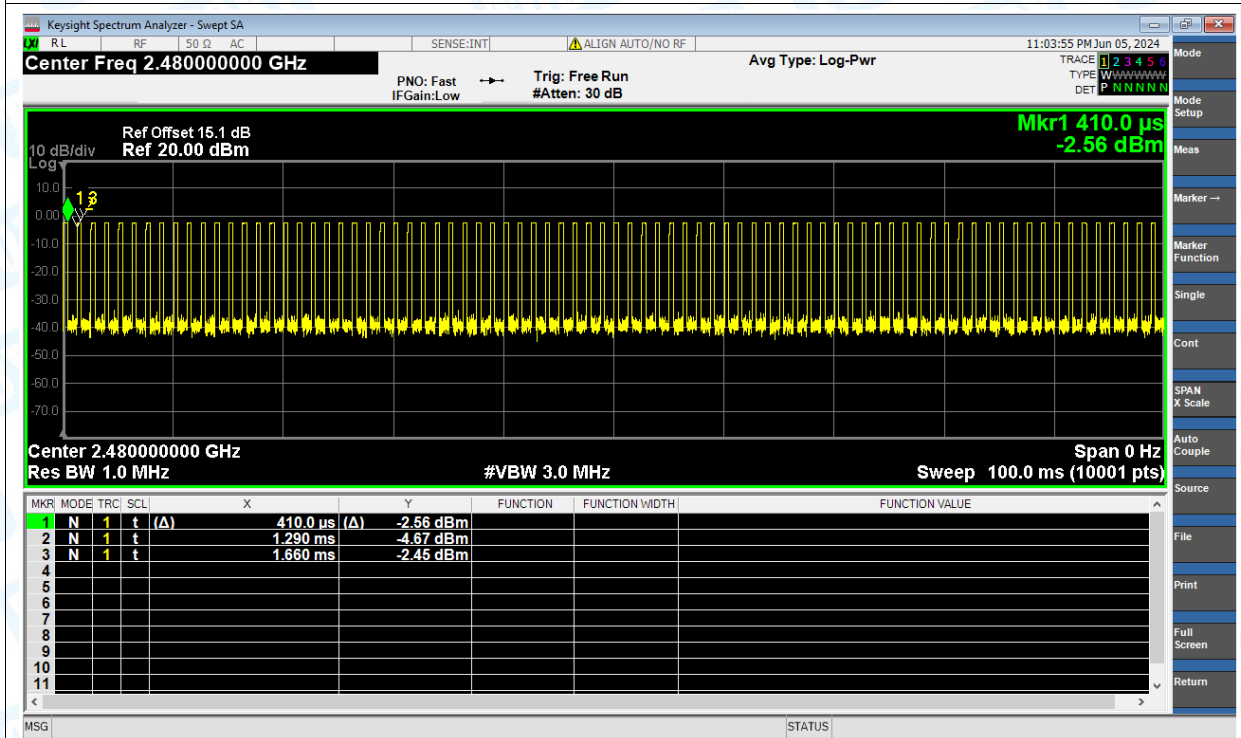 Keysight Spectrum Analyzer - Swept SA
LXI RL RF 50 Ω AC SENSE:INT ALIGN AUTO/NO RF 11:03:55 PM Jun 05, 2024
Center Freq 2.480000000 GHz
PNO: Fast
IFGain:Low
Trig: Free Run
#Atten: 30 dB
Avg Type: Log-Pwr
TRACE 1 2 3 4 5 6
TYPE WWWWWW
DET P N N N N N
Mkr1 410.0 µs
-2.56 dBm
Ref Offset 15.1 dB
10 dB/div Ref 20.00 dBm
Log
10.0
0.00
-10.0
-20.0
-30.0
-40.0
-50.0
-60.0
-70.0
1
3
Center 2.480000000 GHz Span 0 Hz
Res BW 1.0 MHz #VBW 3.0 MHz Sweep 100.0 ms (10001 pts)
MKR MODE TRC SCL X Y FUNCTION FUNCTION WIDTH FUNCTION VALUE
1 N 1 t (Δ) 410.0 µs (Δ) -2.56 dBm
2 N 1 t 1.290 ms -4.67 dBm
3 N 1 t 1.660 ms -2.45 dBm
4
5
6
7
8
9
10
11
MSG STATUS
Mode
Mode
Setup
Meas
Marker →
Marker
Function
Single
Cont
SPAN
X Scale
Auto
Couple
Source
File
Print
Full
Screen
Return